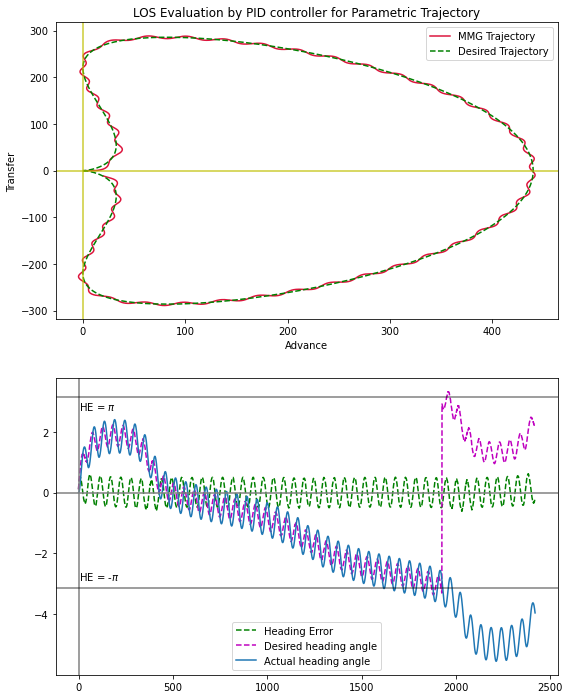 LOS Evaluation by PID controller for Parametric Trajectory
MMG Trajectory
Desired Trajectory
300
200
100
0
−100
−200
−300
Transfer
0
100
200
300
400
Advance
HE = π
HE = -π
2
0
−2
−4
Heading Error
Desired heading angle
Actual heading angle
0
500
1000
1500
2000
2500